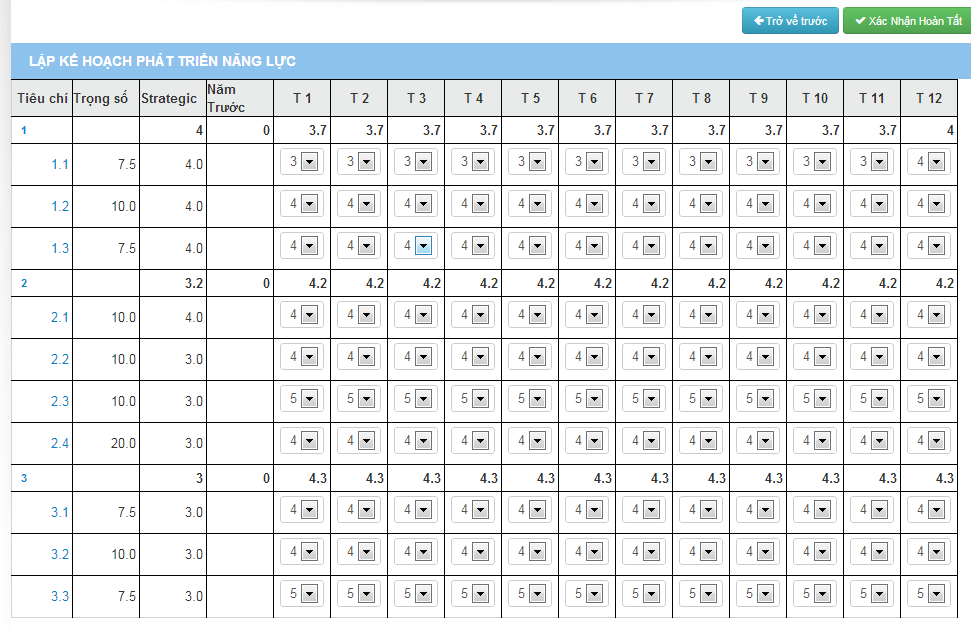 Trở về trước Xác Nhận Hoàn Tất
LẬP KẾ HOẠCH PHÁT TRIỂN NĂNG LỰC
Tiêu chí Trọng số Strategic Năm Trước T 1 T 2 T 3 T 4 T 5 T 6 T 7 T 8 T 9 T 10 T 11 T 12
1 4 0 3.7 3.7 3.7 3.7 3.7 3.7 3.7 3.7 3.7 3.7 3.7 4
1.1 7.5 4.0 3 3 3 3 3 3 3 3 3 3 3 4
1.2 10.0 4.0 4 4 4 4 4 4 4 4 4 4 4 4
1.3 7.5 4.0 4 4 4 4 4 4 4 4 4 4 4 4
2 3.2 0 4.2 4.2 4.2 4.2 4.2 4.2 4.2 4.2 4.2 4.2 4.2 4.2
2.1 10.0 4.0 4 4 4 4 4 4 4 4 4 4 4 4
2.2 10.0 3.0 4 4 4 4 4 4 4 4 4 4 4 4
2.3 10.0 3.0 5 5 5 5 5 5 5 5 5 5 5 5
2.4 20.0 3.0 4 4 4 4 4 4 4 4 4 4 4 4
3 3 0 4.3 4.3 4.3 4.3 4.3 4.3 4.3 4.3 4.3 4.3 4.3 4.3
3.1 7.5 3.0 4 4 4 4 4 4 4 4 4 4 4 4
3.2 10.0 3.0 4 4 4 4 4 4 4 4 4 4 4 4
3.3 7.5 3.0 5 5 5 5 5 5 5 5 5 5 5 5